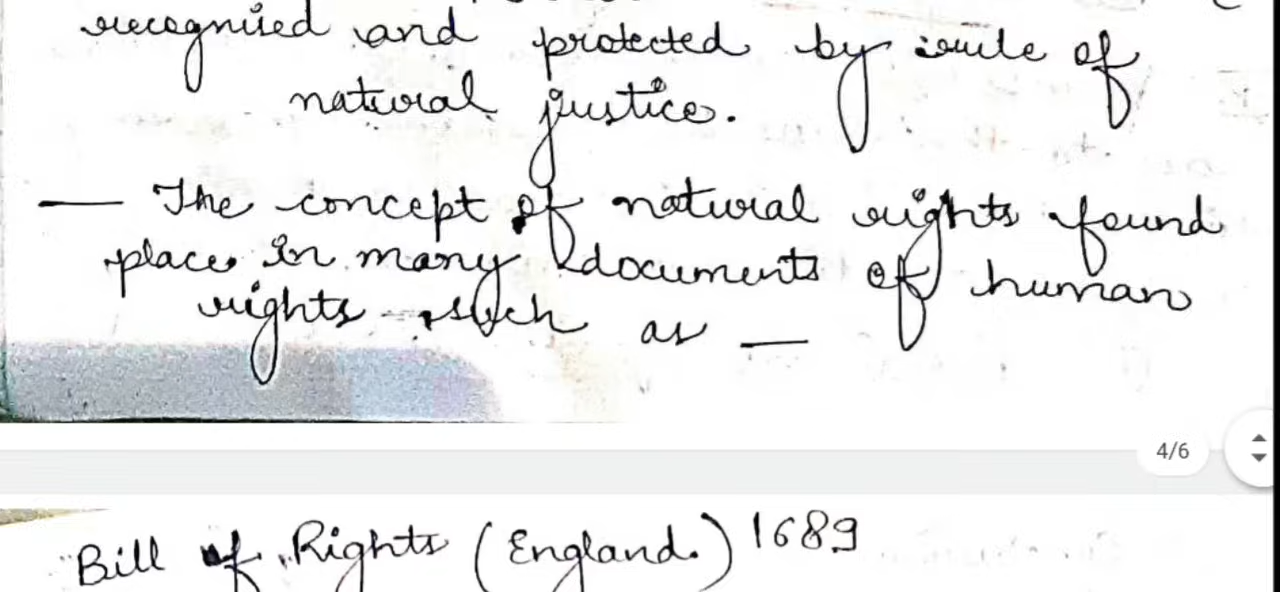 recognised and protected by rule of
natural justice.
— The concept of natural rights found
place in many documents of human
rights such as —
4/6
Bill of Rights (England.) 1689